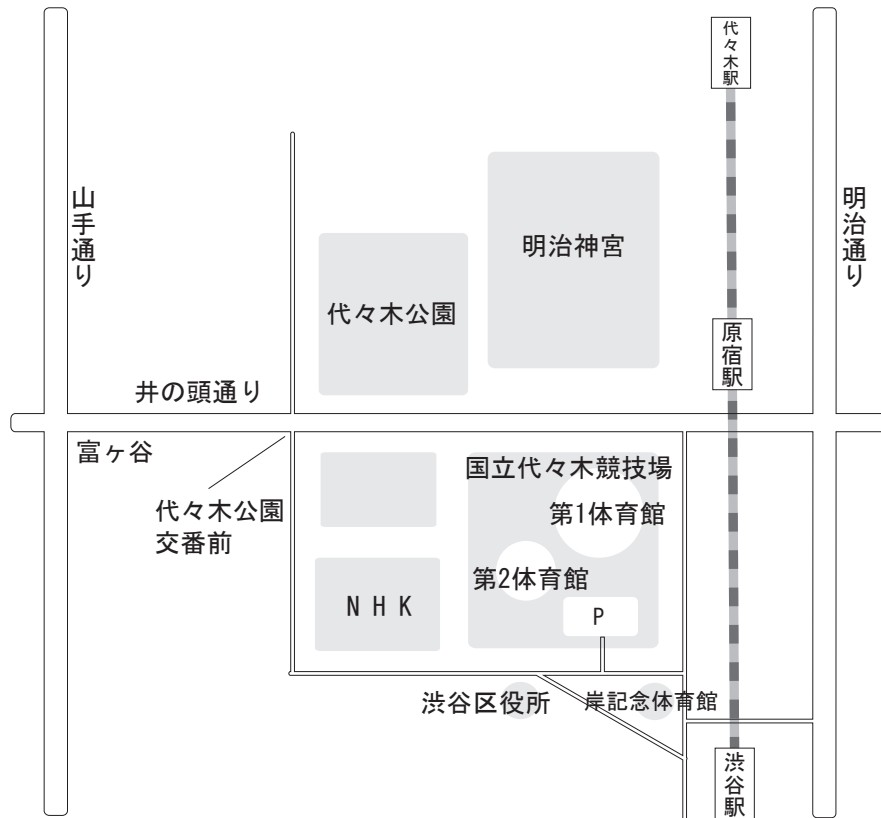 代々木駅
山手通り
明治通り
明治神宮
代々木公園
原宿駅
井の頭通り
富ヶ谷
国立代々木競技場
代々木公園
交番前
第1体育館
第2体育館
NHK
P
渋谷区役所
岸記念体育館
渋谷駅